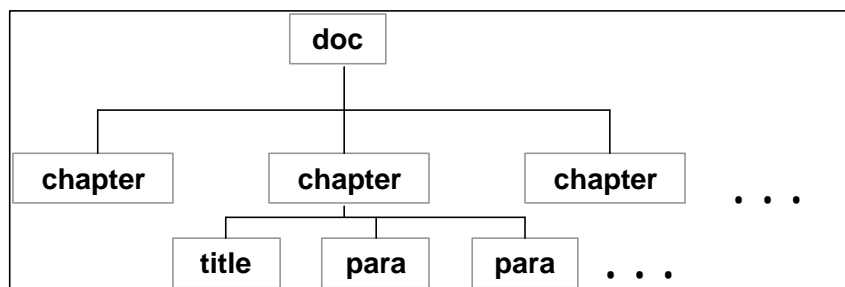 doc
chapter chapter chapter . . .
title para para . . .